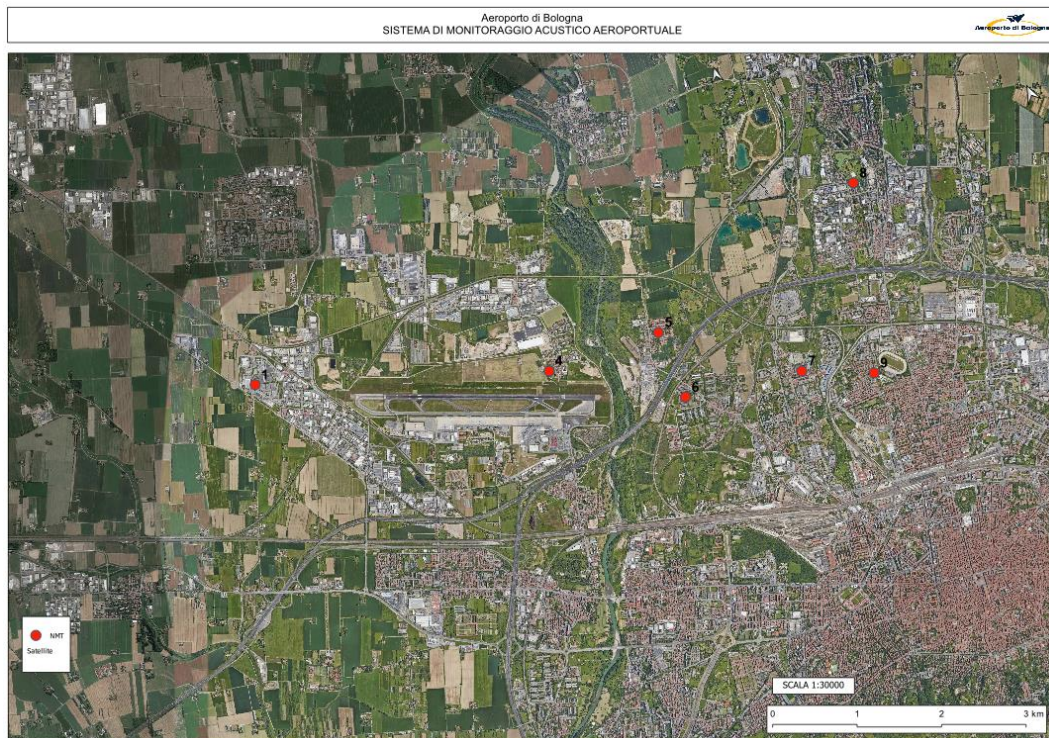 Aeroporto di Bologna
SISTEMA DI MONITORAGGIO ACUSTICO AEROPORTUALE
Aeroporto di Bologna
8
5
4
7
9
1
6
NMT
Satellite
SCALA 1:30000
0 1 2 3 km